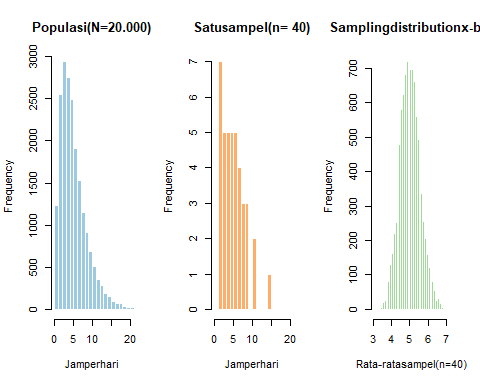 Populasi(N=20.000)
Frequency
0 500 1000 1500 2000 2500 3000
0 5 10 20
Jamperhari
Satusampel(n= 40)
Frequency
0 1 2 3 4 5 6 7
0 5 10 20
Jamperhari
Samplingdistributionx-b
Frequency
0 100 200 300 400 500 600 700
3 4 5 6 7
Rata-ratasampel(n=40)